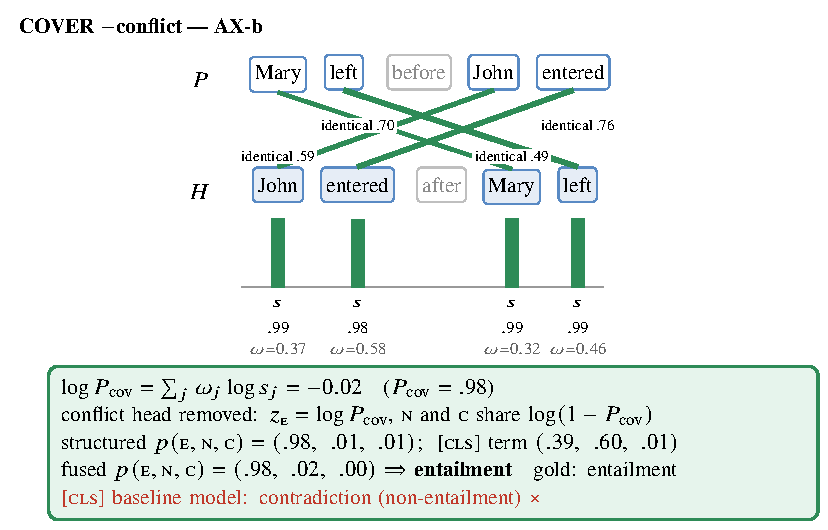 COVER −conflict — AX-b
P Mary left before John entered
identical .70 identical .76
identical .59 identical .49
H John entered after Mary left
s s s s
.99 .98 .99 .99
ω=0.37 ω=0.58 ω=0.32 ω=0.46
log P_cov = ∑_j ω_j log s_j = −0.02 (P_cov = .98)
conflict head removed: z_E = log P_cov, N and C share log(1 − P_cov)
structured p(E, N, C) = (.98, .01, .01); [CLS] term (.39, .60, .01)
fused p(E, N, C) = (.98, .02, .00) ⇒ entailment gold: entailment
[CLS] baseline model: contradiction (non-entailment) ×